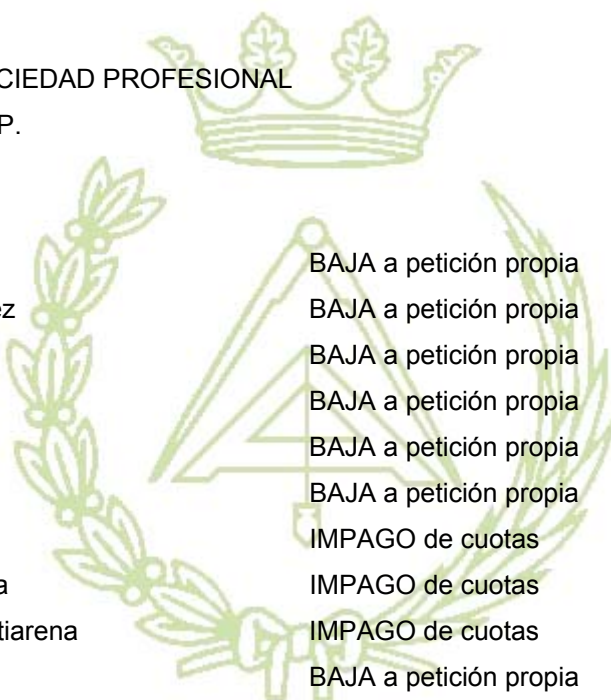 CIEDAD PROFESIONAL
P.
BAJA a petición propia
ez BAJA a petición propia
BAJA a petición propia
BAJA a petición propia
BAJA a petición propia
BAJA a petición propia
IMPAGO de cuotas
a IMPAGO de cuotas
tiarena IMPAGO de cuotas
BAJA a petición propia